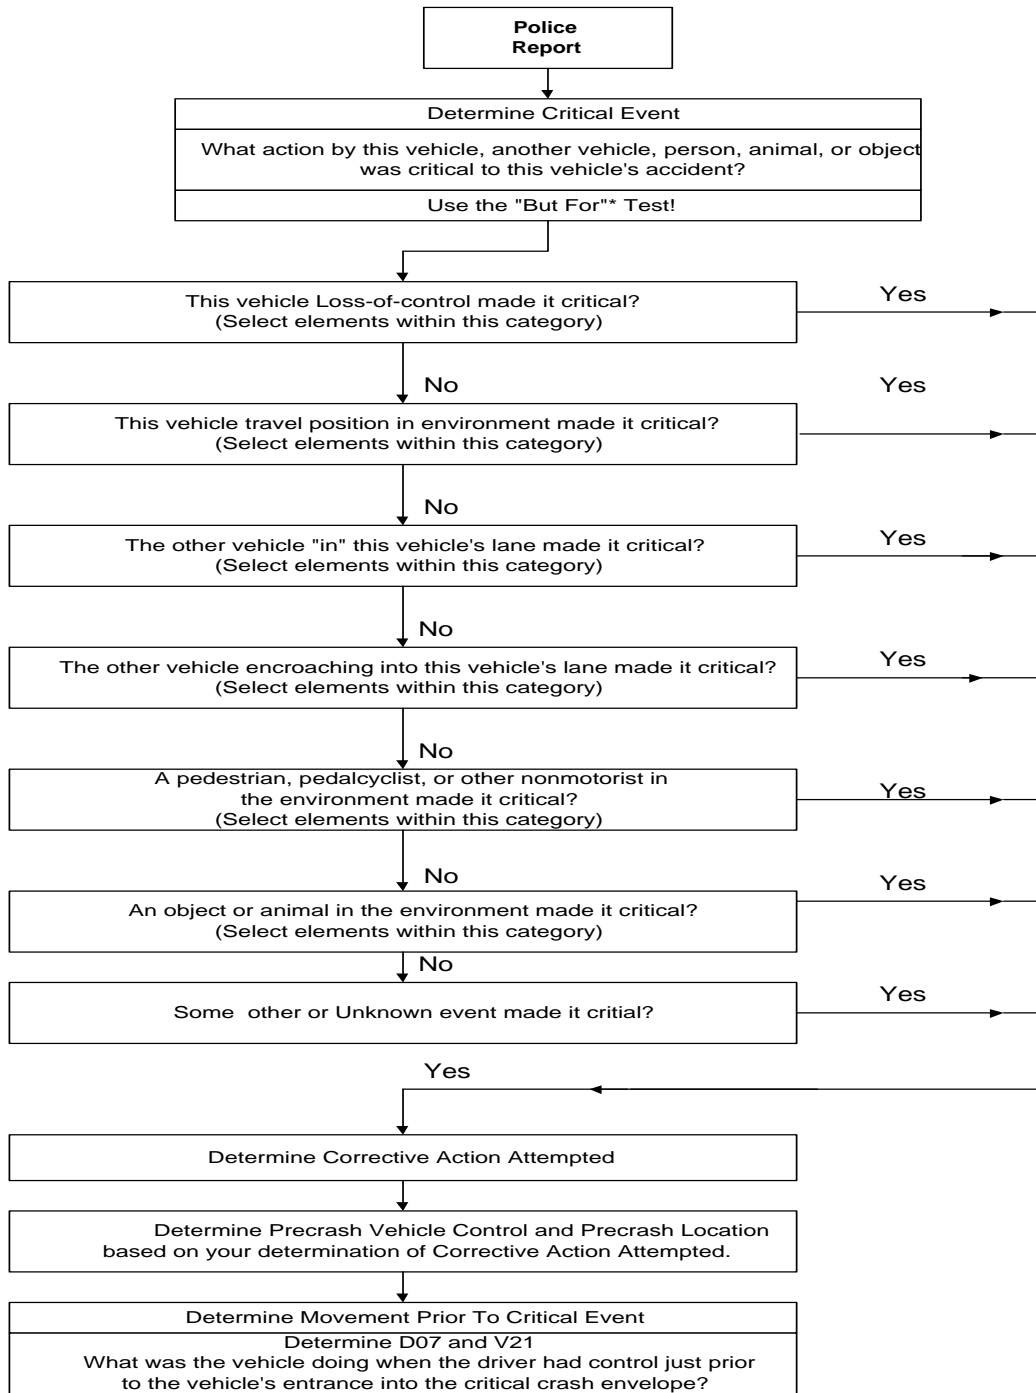 Police
Report
Determine Critical Event
What action by this vehicle, another vehicle, person, animal, or object
was critical to this vehicle's accident?
Use the "But For"* Test!
This vehicle Loss-of-control made it critical?
(Select elements within this category)
Yes
No
This vehicle travel position in environment made it critical?
(Select elements within this category)
Yes
No
The other vehicle "in" this vehicle's lane made it critical?
(Select elements within this category)
Yes
No
The other vehicle encroaching into this vehicle's lane made it critical?
(Select elements within this category)
Yes
No
A pedestrian, pedalcyclist, or other nonmotorist in
the environment made it critical?
(Select elements within this category)
Yes
No
An object or animal in the environment made it critical?
(Select elements within this category)
Yes
No
Some other or Unknown event made it critial?
Yes
Yes
Determine Corrective Action Attempted
Determine Precrash Vehicle Control and Precrash Location
based on your determination of Corrective Action Attempted.
Determine Movement Prior To Critical Event
Determine D07 and V21
What was the vehicle doing when the driver had control just prior
to the vehicle's entrance into the critical crash envelope?